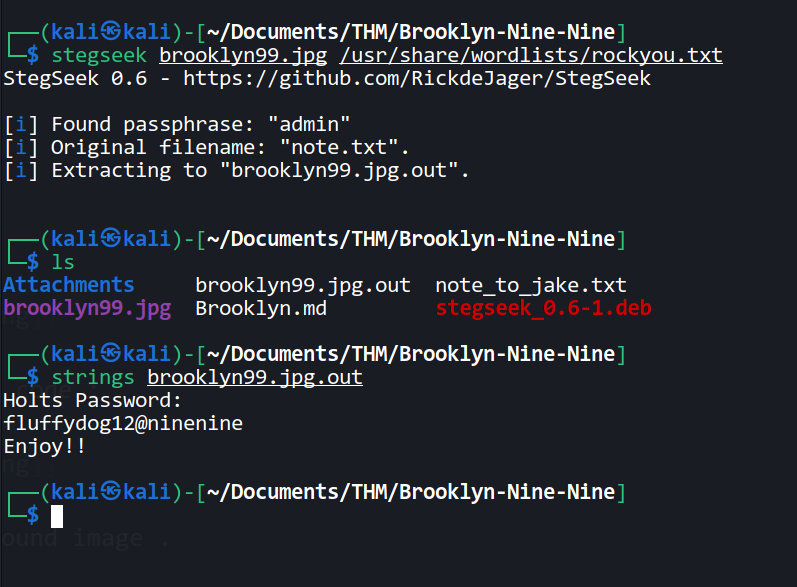 ┌──(kali㉿kali)-[~/Documents/THM/Brooklyn-Nine-Nine]
└─$ stegseek brooklyn99.jpg /usr/share/wordlists/rockyou.txt
StegSeek 0.6 - https://github.com/RickdeJager/StegSeek
[i] Found passphrase: "admin"
[i] Original filename: "note.txt".
[i] Extracting to "brooklyn99.jpg.out".
┌──(kali㉿kali)-[~/Documents/THM/Brooklyn-Nine-Nine]
└─$ ls
Attachments     brooklyn99.jpg.out  note_to_jake.txt
brooklyn99.jpg  Brooklyn.md         stegseek_0.6-1.deb
┌──(kali㉿kali)-[~/Documents/THM/Brooklyn-Nine-Nine]
└─$ strings brooklyn99.jpg.out
Holts Password:
fluffydog12@ninenine
Enjoy!!
┌──(kali㉿kali)-[~/Documents/THM/Brooklyn-Nine-Nine]
└─$
ound image .